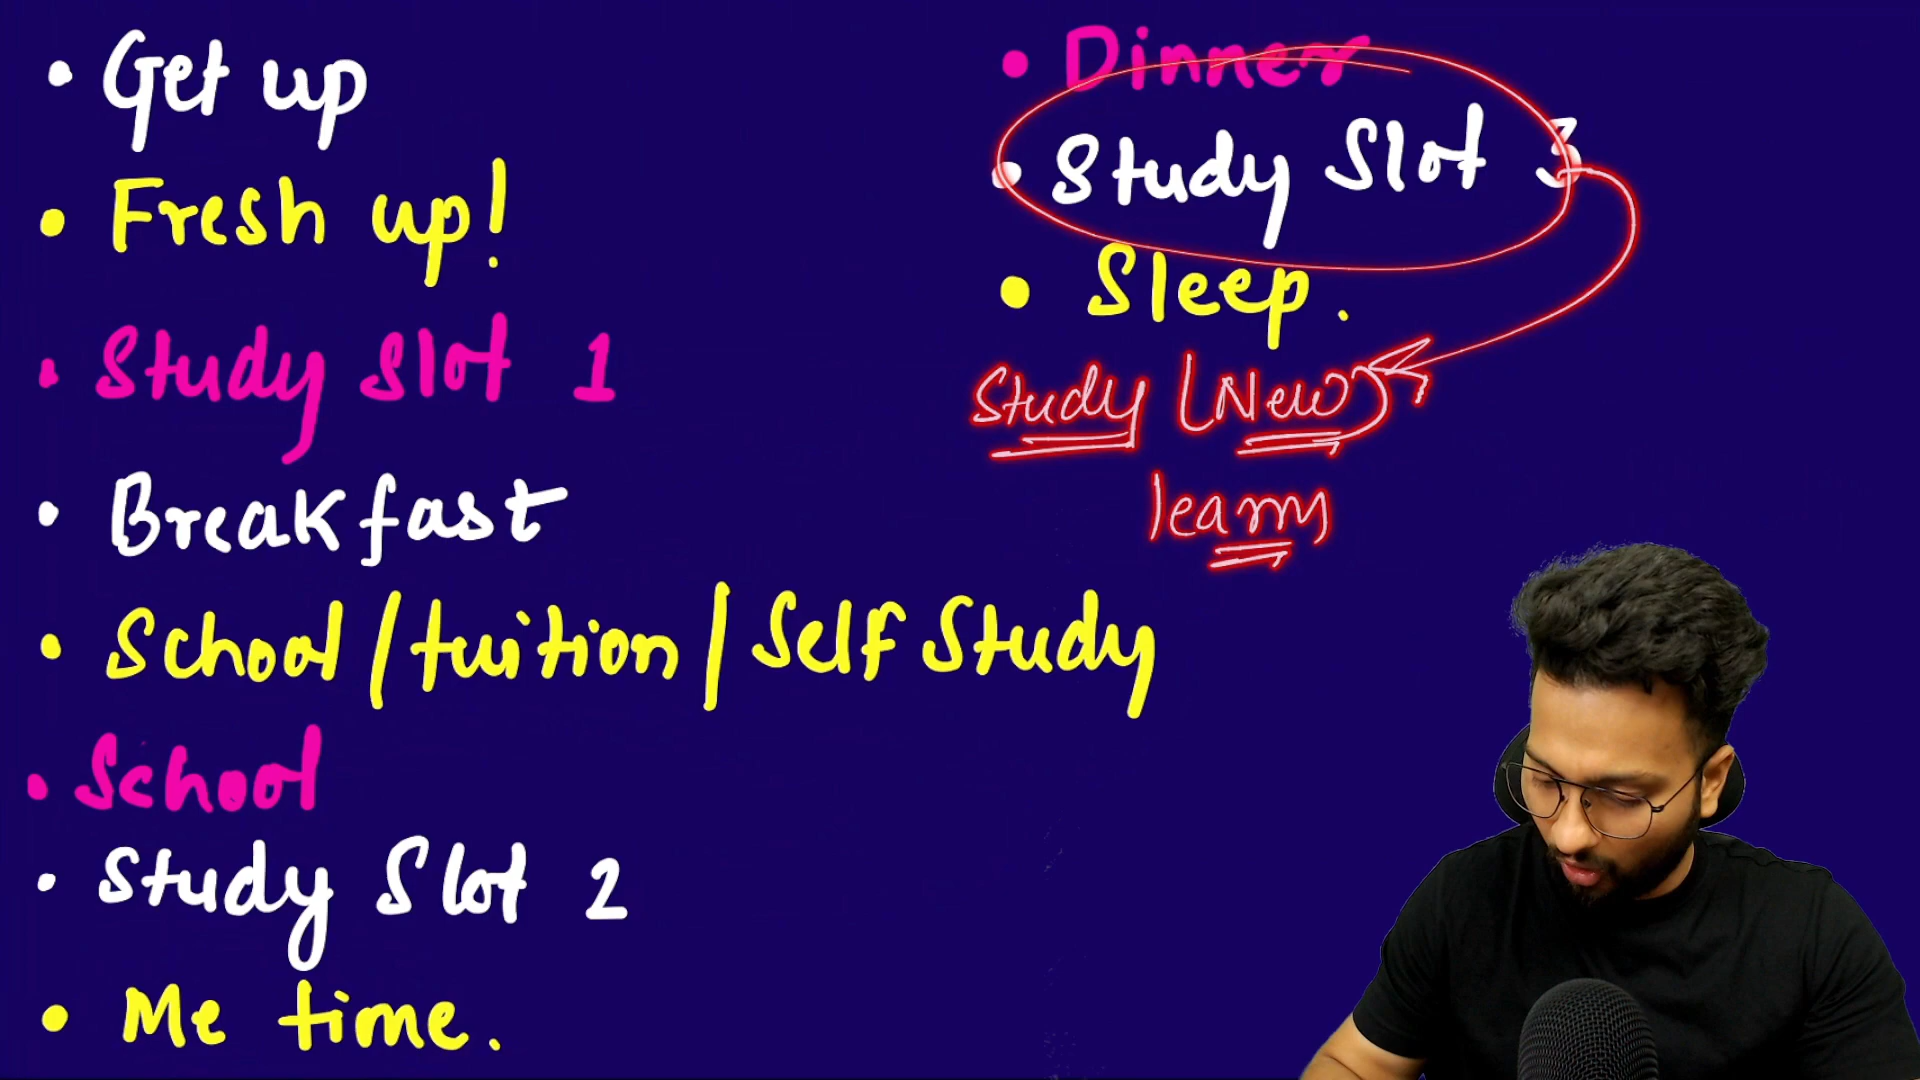 • Get up
• Fresh up!
• Study Slot 1
• Breakfast
• School/tuition/Self Study
• School
• Study Slot 2
• Me time.
• Dinner
• Study Slot 3
• Sleep.
Study (New)
learn